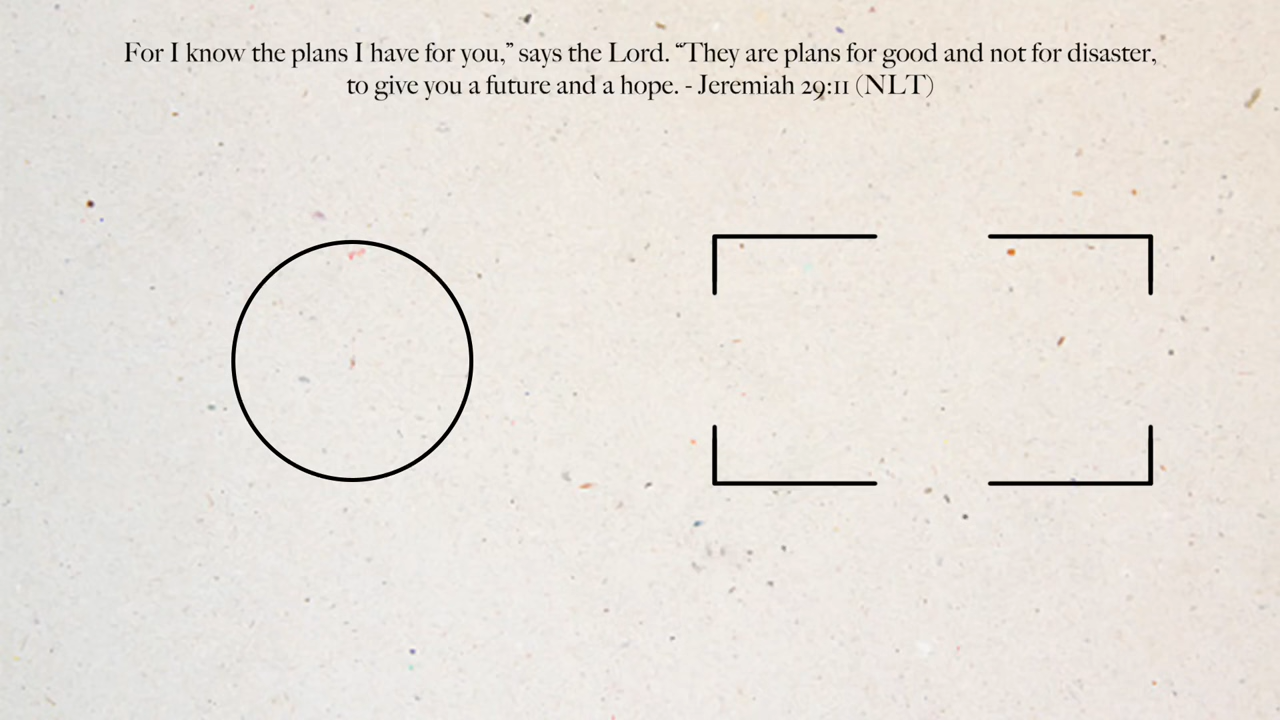 For I know the plans I have for you,” says the Lord. “They are plans for good and not for disaster,
to give you a future and a hope. - Jeremiah 29:11 (NLT)